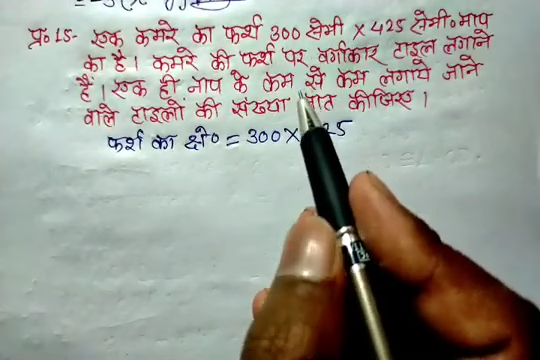 प्र० 15- एक कमरे का फर्श 300 सेमी × 425 सेमी० माप
का है। कमरे की फर्श पर वर्गाकार टाइल लगाने
हैं। एक ही नाप के कम से कम लगाये जाने
वाले टाइलों की संख्या ज्ञात कीजिए।
फर्श का क्षे० = 300 × 25